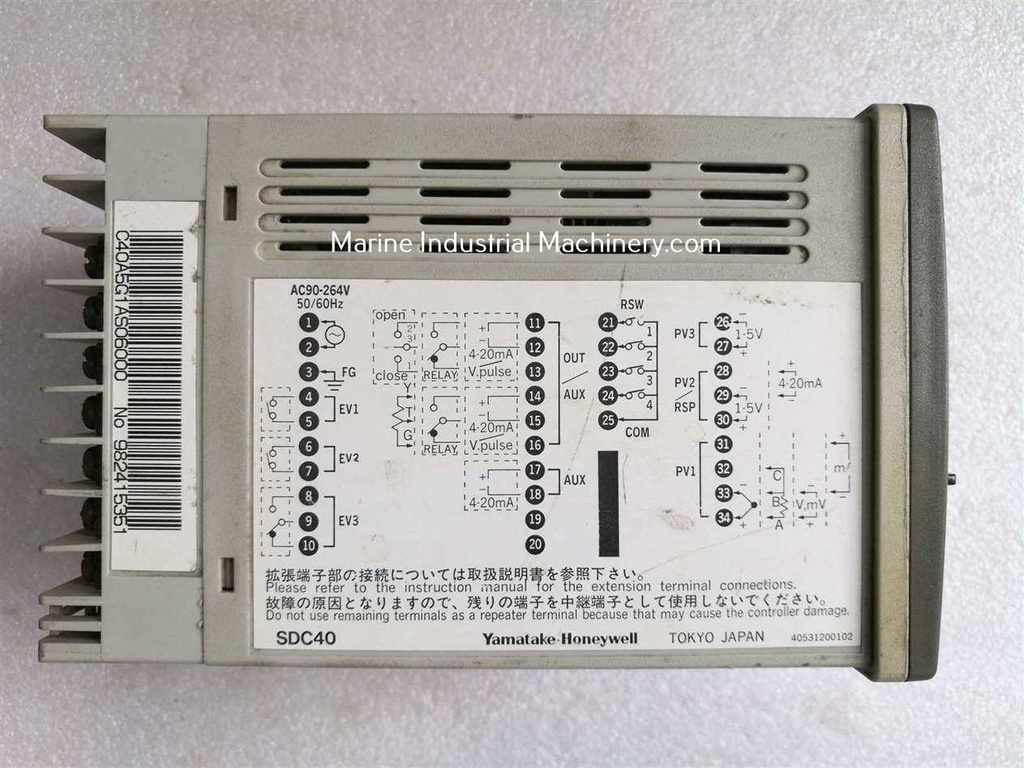 Marine Industrial Machinery.com
C40A5G1AS06000 No 98Z415351
AC90-264V
50/60Hz
1
2
3 FG
4
5 EV1
6
7 EV2
8
9 EV3
10
open
2
3
1
close
RELAY
4-20mA
V.pulse
Y
T
G
RELAY
4-20mA
V.pulse
4-20mA
11
12
13
14
15
16
OUT
AUX
17
18
AUX
19
20
RSW
21
22
23
24
25
1
2
3
4
COM
PV3
26
27
1-5V
PV2
RSP
28
29
30
1-5V
4-20mA
PV1
31
32
33
34
C
B
A
V,mV
拡張端子部の接続については取扱説明書を参照下さい。
Please refer to the instruction manual for the extension terminal connections.
故障の原因となりますので、残りの端子を中継端子として使用しないでください。
Do not use remaining terminals as a repeater terminal because that may cause the controller damage.
SDC40 Yamatake-Honeywell TOKYO JAPAN 40531200102